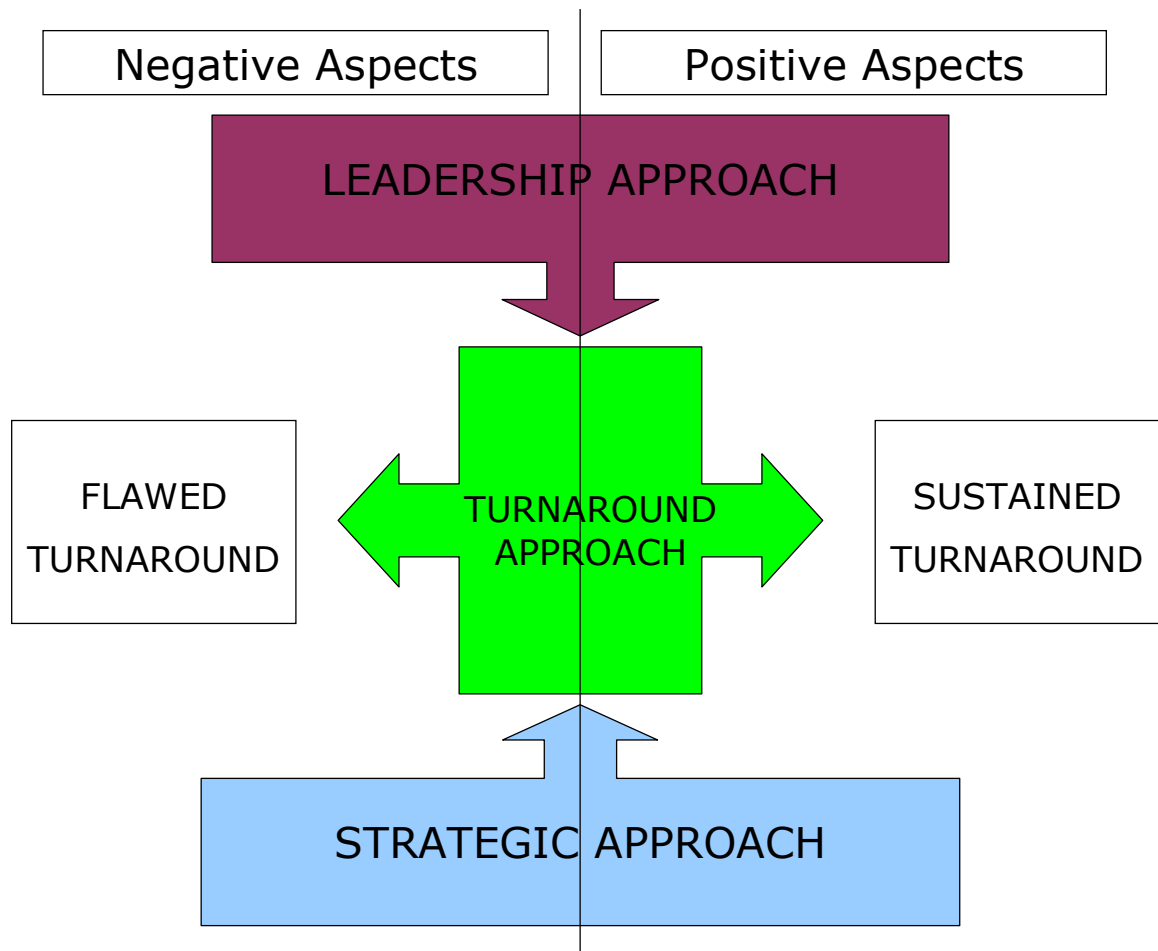 Negative Aspects
Positive Aspects
LEADERSHIP APPROACH
FLAWED
TURNAROUND
TURNAROUND
APPROACH
SUSTAINED
TURNAROUND
STRATEGIC APPROACH